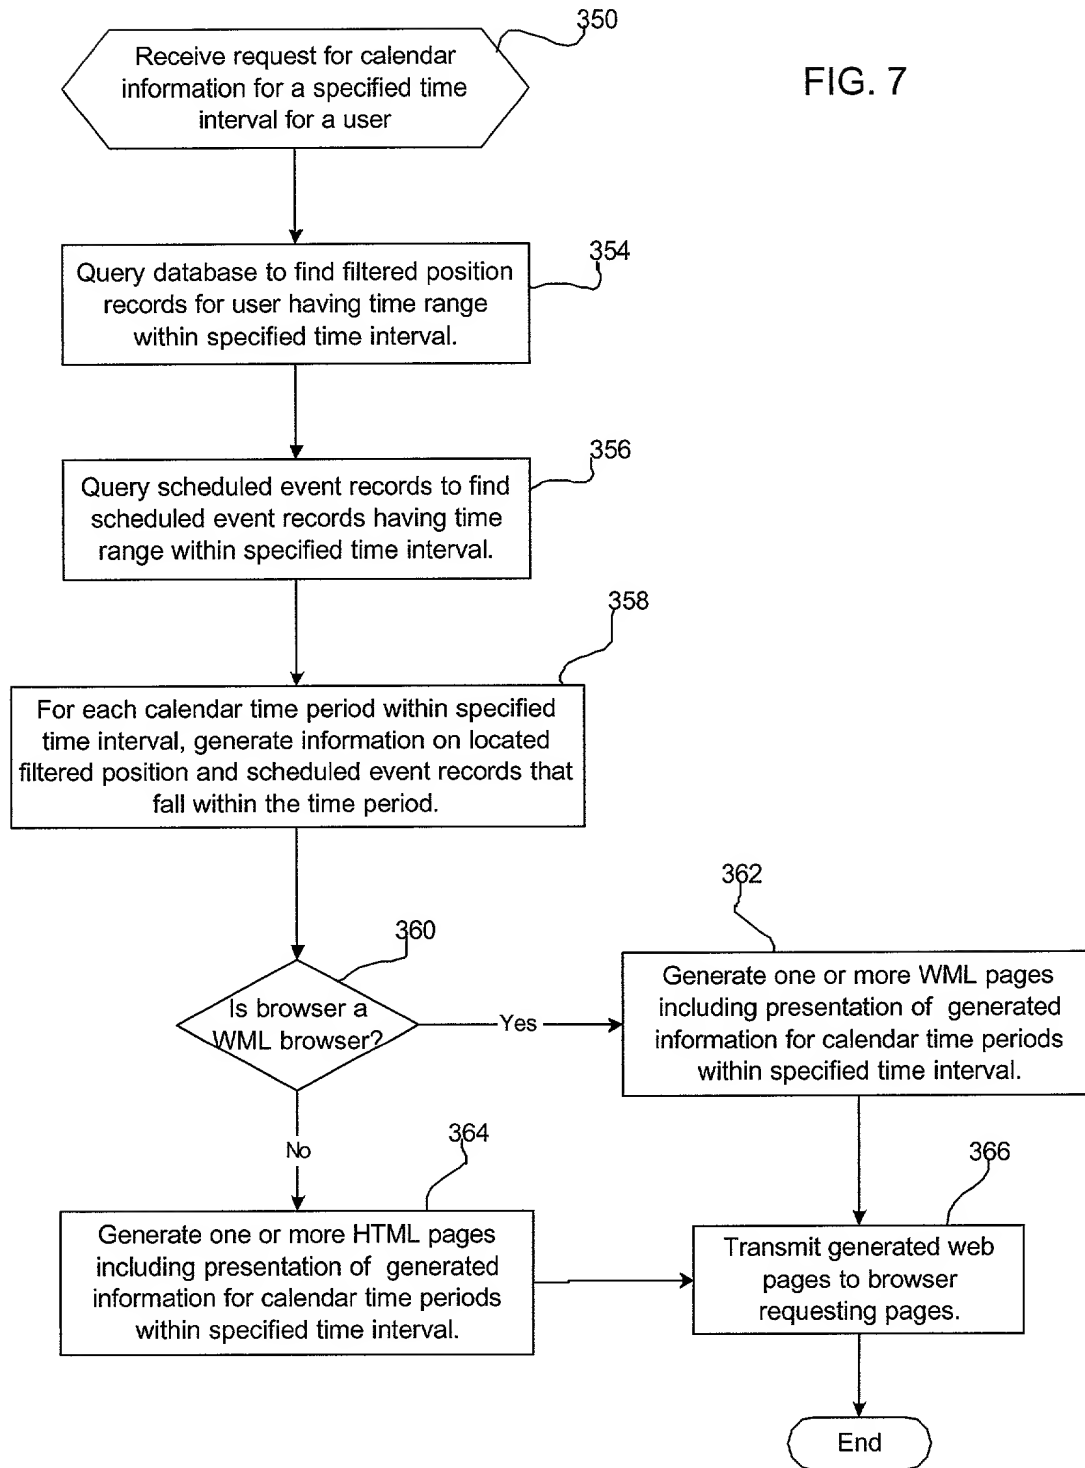 350
Receive request for calendar
information for a specified time
interval for a user
FIG. 7
354
Query database to find filtered position
records for user having time range
within specified time interval.
356
Query scheduled event records to find
scheduled event records having time
range within specified time interval.
358
For each calendar time period within specified
time interval, generate information on located
filtered position and scheduled event records that
fall within the time period.
360
Is browser a
WML browser?
Yes
362
Generate one or more WML pages
including presentation of generated
information for calendar time periods
within specified time interval.
No
364
Generate one or more HTML pages
including presentation of generated
information for calendar time periods
within specified time interval.
366
Transmit generated web
pages to browser
requesting pages.
End